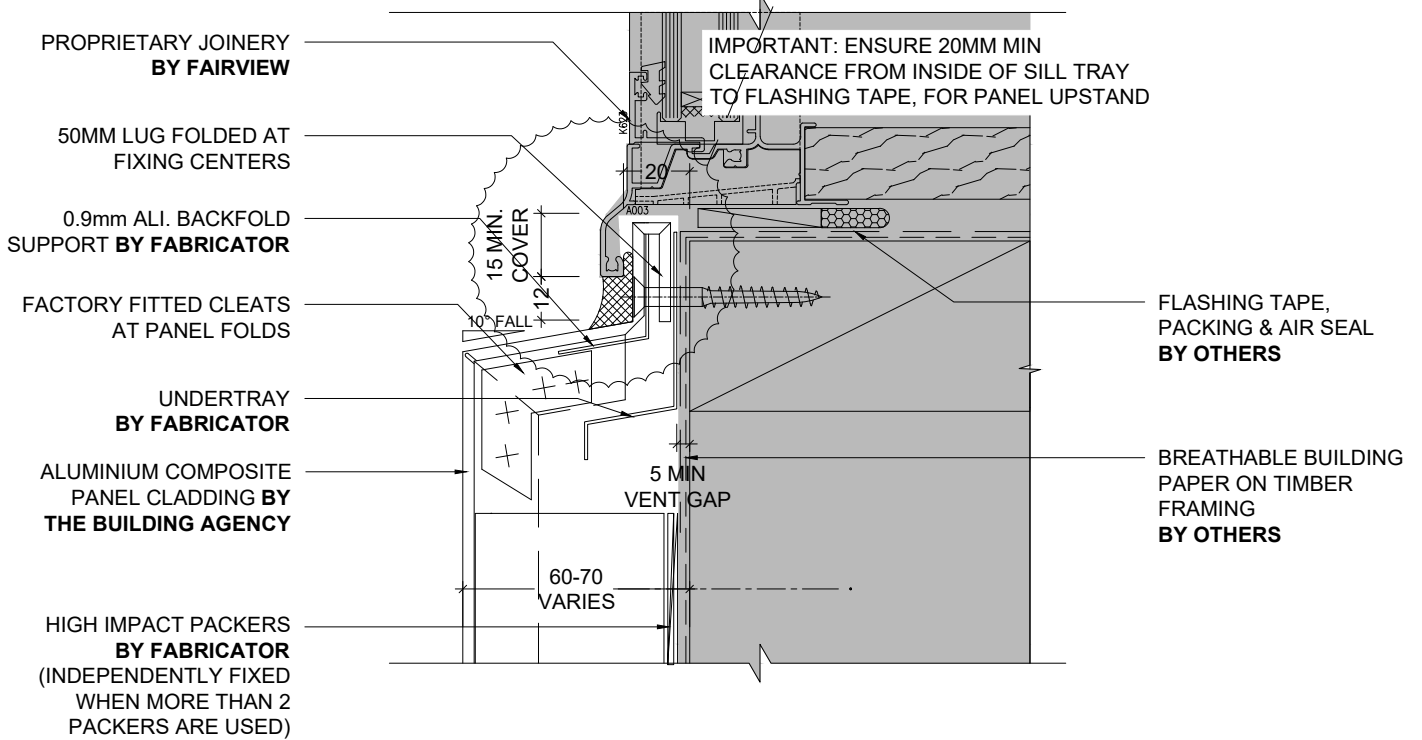 PROPRIETARY JOINERY
BY FAIRVIEW
50MM LUG FOLDED AT
FIXING CENTERS
0.9mm ALI. BACKFOLD
SUPPORT BY FABRICATOR
FACTORY FITTED CLEATS
AT PANEL FOLDS
UNDERTRAY
BY FABRICATOR
ALUMINIUM COMPOSITE
PANEL CLADDING BY
THE BUILDING AGENCY
HIGH IMPACT PACKERS
BY FABRICATOR
(INDEPENDENTLY FIXED
WHEN MORE THAN 2
PACKERS ARE USED)
IMPORTANT: ENSURE 20MM MIN
CLEARANCE FROM INSIDE OF SILL TRAY
TO FLASHING TAPE, FOR PANEL UPSTAND
20
A003
15 MIN.
COVER
12
10° FALL
5 MIN
VENT GAP
60-70
VARIES
FLASHING TAPE,
PACKING & AIR SEAL
BY OTHERS
BREATHABLE BUILDING
PAPER ON TIMBER
FRAMING
BY OTHERS